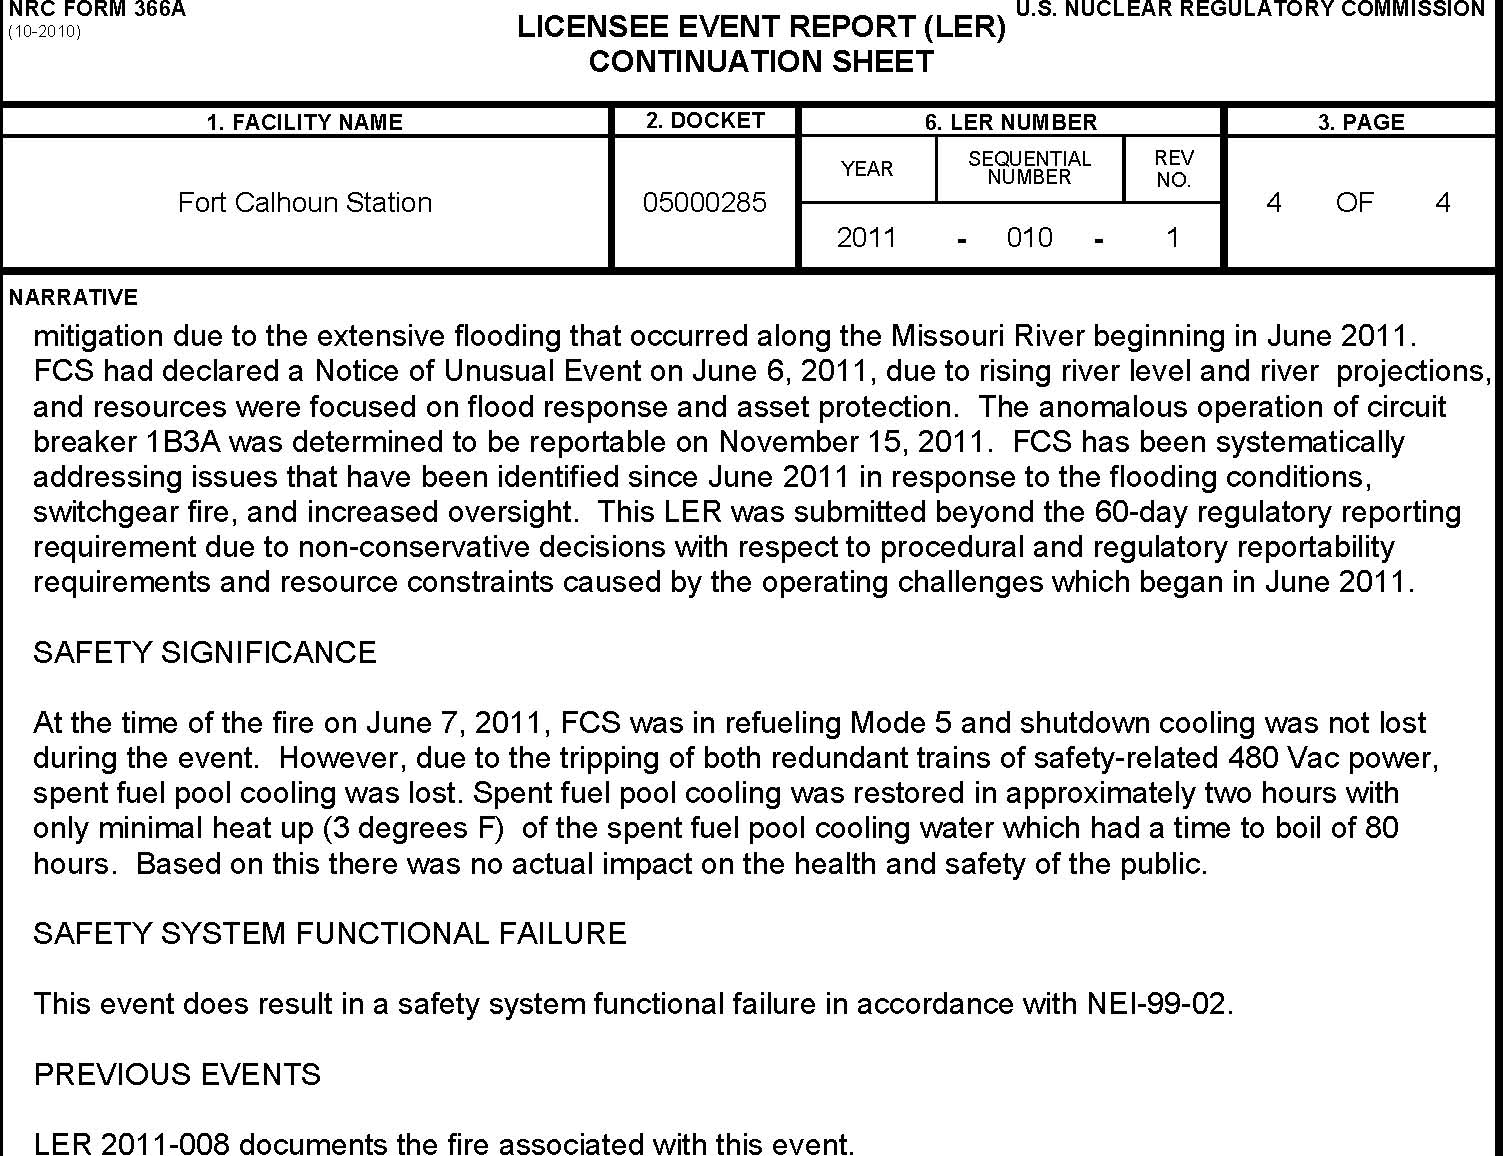 NRC FORM 366A
(10-2010)
U.S. NUCLEAR REGULATORY COMMISSION
LICENSEE EVENT REPORT (LER)
CONTINUATION SHEET
1. FACILITY NAME
2. DOCKET
6. LER NUMBER
3. PAGE
Fort Calhoun Station
05000285
YEAR
SEQUENTIAL
NUMBER
REV
NO.
2011 - 010 - 1
4 OF 4
NARRATIVE
mitigation due to the extensive flooding that occurred along the Missouri River beginning in June 2011.
FCS had declared a Notice of Unusual Event on June 6, 2011, due to rising river level and river projections,
and resources were focused on flood response and asset protection. The anomalous operation of circuit
breaker 1B3A was determined to be reportable on November 15, 2011. FCS has been systematically
addressing issues that have been identified since June 2011 in response to the flooding conditions,
switchgear fire, and increased oversight. This LER was submitted beyond the 60-day regulatory reporting
requirement due to non-conservative decisions with respect to procedural and regulatory reportability
requirements and resource constraints caused by the operating challenges which began in June 2011.
SAFETY SIGNIFICANCE
At the time of the fire on June 7, 2011, FCS was in refueling Mode 5 and shutdown cooling was not lost
during the event. However, due to the tripping of both redundant trains of safety-related 480 Vac power,
spent fuel pool cooling was lost. Spent fuel pool cooling was restored in approximately two hours with
only minimal heat up (3 degrees F) of the spent fuel pool cooling water which had a time to boil of 80
hours. Based on this there was no actual impact on the health and safety of the public.
SAFETY SYSTEM FUNCTIONAL FAILURE
This event does result in a safety system functional failure in accordance with NEI-99-02.
PREVIOUS EVENTS
LER 2011-008 documents the fire associated with this event.